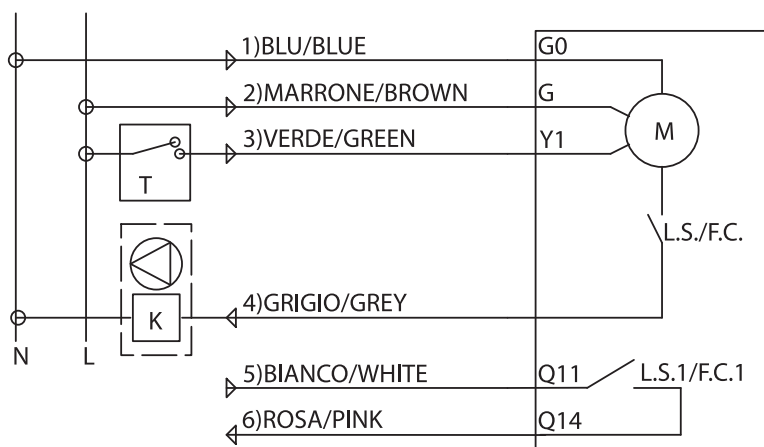 1)BLU/BLUE G0
2)MARRONE/BROWN G
3)VERDE/GREEN Y1
M
T
L.S./F.C.
4)GRIGIO/GREY
K
N L
5)BIANCO/WHITE Q11 L.S.1/F.C.1
6)ROSA/PINK Q14